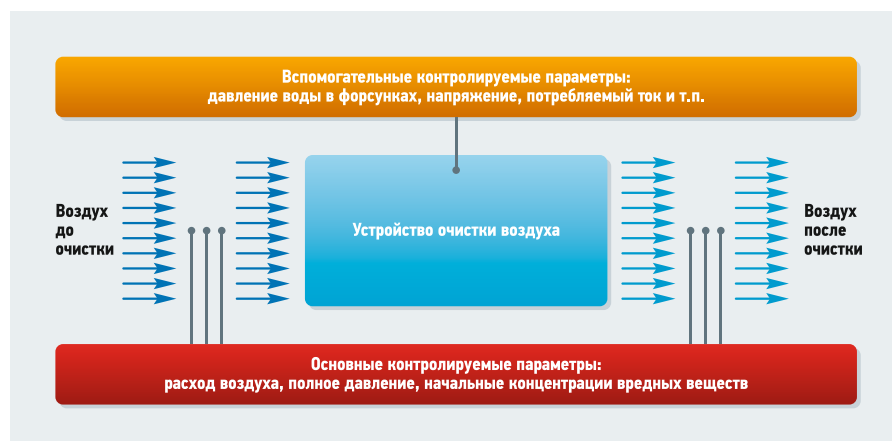 Вспомогательные контролируемые параметры:
давление воды в форсунках, напряжение, потребляемый ток и т.п.
Воздух
до
очистки
Устройство очистки воздуха
Воздух
после
очистки
Основные контролируемые параметры:
расход воздуха, полное давление, начальные концентрации вредных веществ